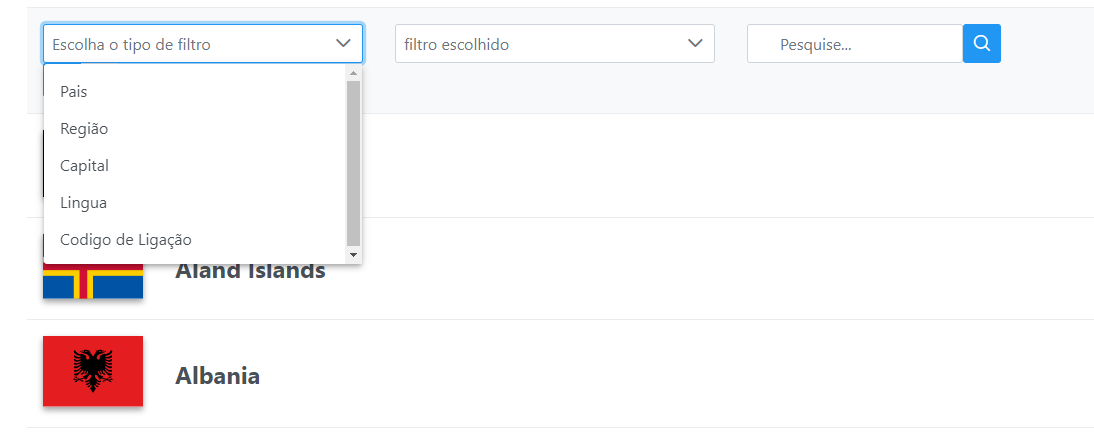 Escolha o tipo de filtro
filtro escolhido
Pesquise...
Pais
Região
Capital
Lingua
Codigo de Ligação
Aland Islands
Albania